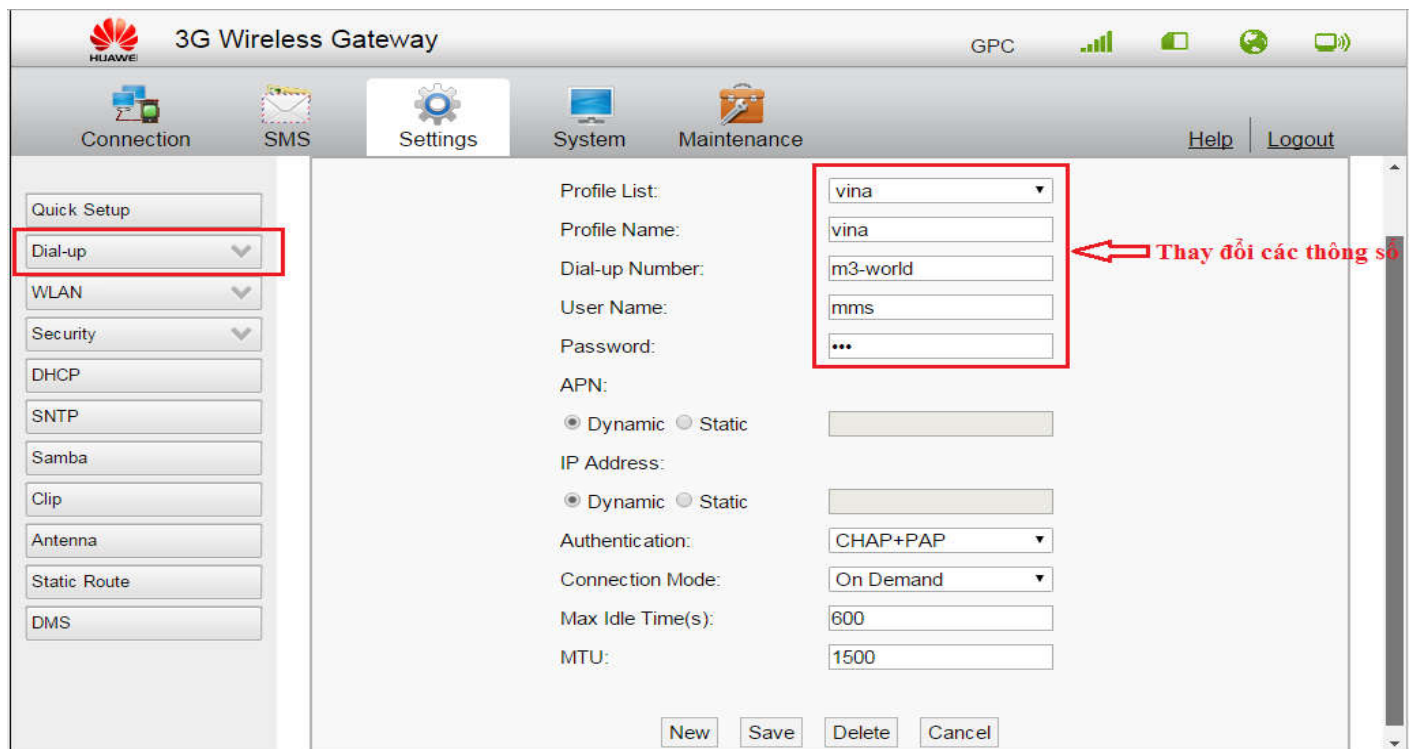 HUAWEI
3G Wireless Gateway
GPC
Connection
SMS
Settings
System
Maintenance
Help
Logout
Quick Setup
Dial-up
WLAN
Security
DHCP
SNTP
Samba
Clip
Antenna
Static Route
DMS
Profile List: vina
Profile Name: vina
Dial-up Number: m3-world
User Name: mms
Password: •••
Thay đổi các thông số
APN:
Dynamic Static
IP Address:
Dynamic Static
Authentication: CHAP+PAP
Connection Mode: On Demand
Max Idle Time(s): 600
MTU: 1500
New Save Delete Cancel